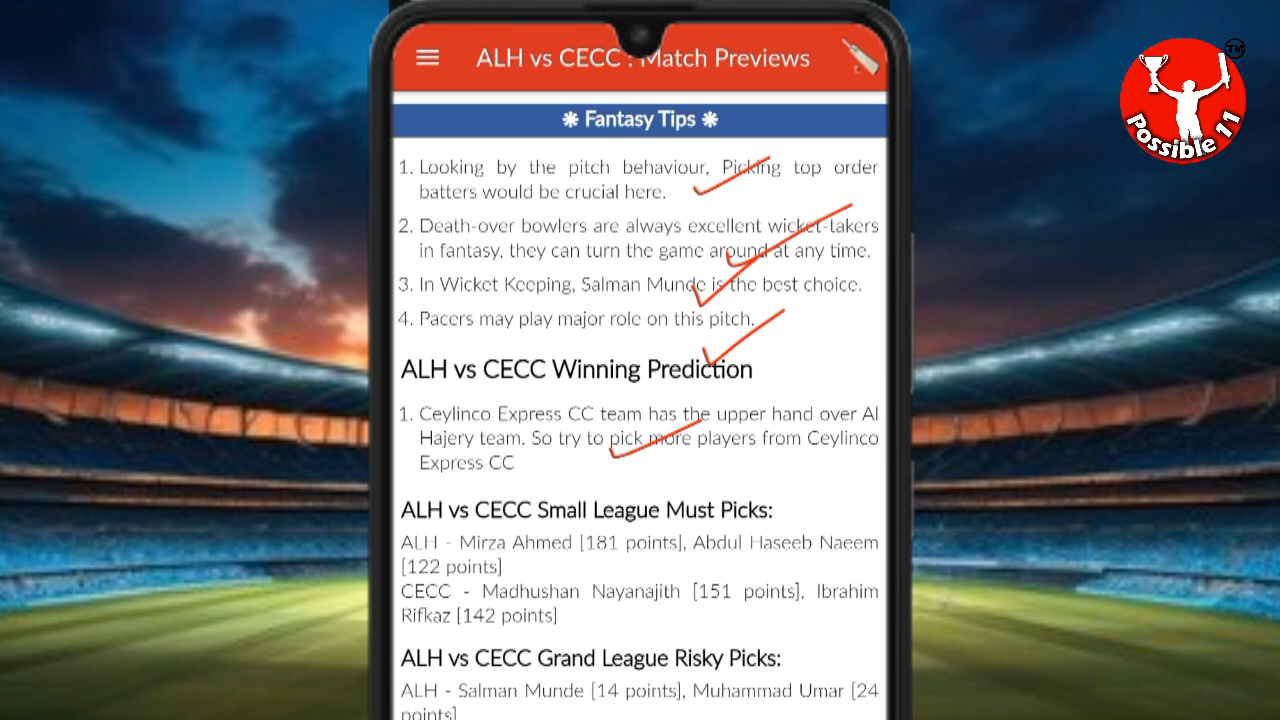 ALH vs CECC : Match Previews
TM
Possible 11
❋ Fantasy Tips ❋
1. Looking by the pitch behaviour, Picking top order
batters would be crucial here.
2. Death-over bowlers are always excellent wicket-takers
in fantasy, they can turn the game around at any time.
3. In Wicket Keeping, Salman Munde is the best choice.
4. Pacers may play major role on this pitch.
ALH vs CECC Winning Prediction
1. Ceylinco Express CC team has the upper hand over Al
Hajery team. So try to pick more players from Ceylinco
Express CC
ALH vs CECC Small League Must Picks:
ALH - Mirza Ahmed [181 points], Abdul Haseeb Naeem
[122 points]
CECC - Madhushan Nayanajith [151 points], Ibrahim
Rifkaz [142 points]
ALH vs CECC Grand League Risky Picks:
ALH - Salman Munde [14 points], Muhammad Umar [24
points]